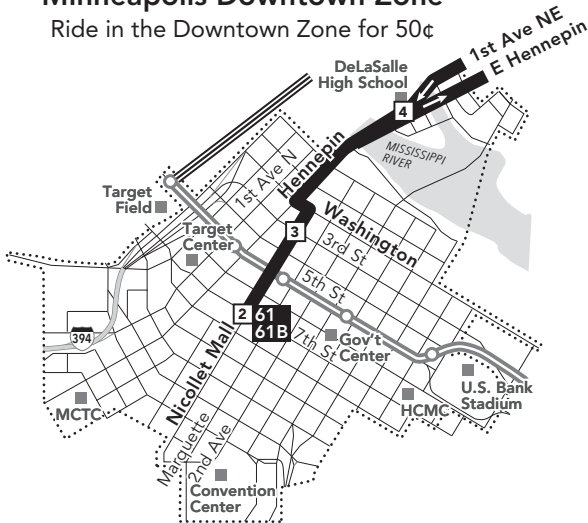 Minneapolis Downtown Zone
Ride in the Downtown Zone for 50¢
1st Ave NE
E Hennepin
DeLaSalle
High School
4
MISSISSIPPI
RIVER
Hennepin
1st Ave N
Target
Field
Washington
3
3rd St
Target
Center
5th St
2
61
61B
7th St
Gov't
Center
394
Nicollet Mall
U.S. Bank
Stadium
MCTC
HCMC
Marquette
2nd Ave
Convention
Center